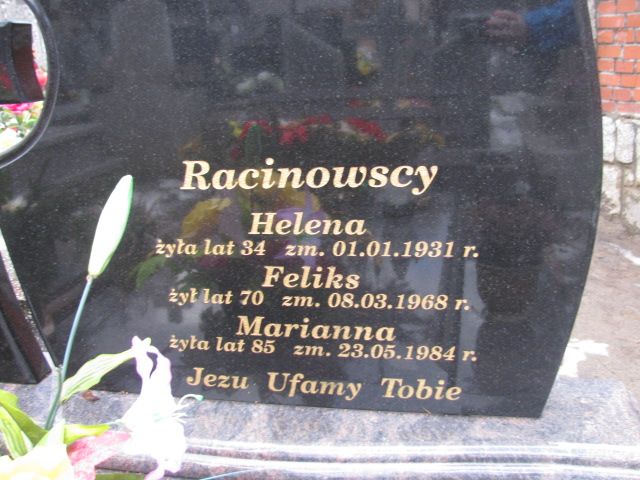 Racinowscy
Helena
żyła lat 34 zm. 01.01.1931 r.
Feliks
żył lat 70 zm. 08.03.1968 r.
Marianna
żyła lat 85 zm. 23.05.1984 r.
Jezu Ufamy Tobie